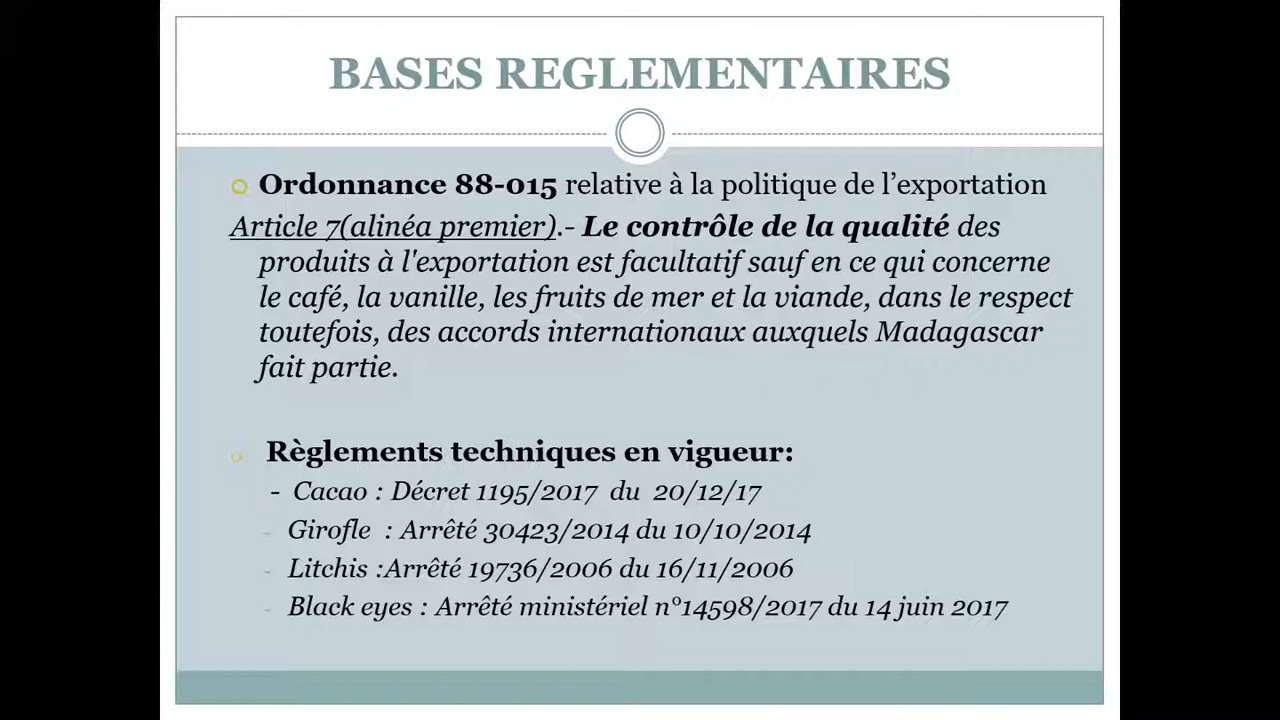 BASES REGLEMENTAIRES
Ordonnance 88-015 relative à la politique de l’exportation
Article 7(alinéa premier).- Le contrôle de la qualité des
produits à l'exportation est facultatif sauf en ce qui concerne
le café, la vanille, les fruits de mer et la viande, dans le respect
toutefois, des accords internationaux auxquels Madagascar
fait partie.
Règlements techniques en vigueur:
- Cacao : Décret 1195/2017 du 20/12/17
- Girofle : Arrêté 30423/2014 du 10/10/2014
- Litchis :Arrêté 19736/2006 du 16/11/2006
- Black eyes : Arrêté ministériel n°14598/2017 du 14 juin 2017